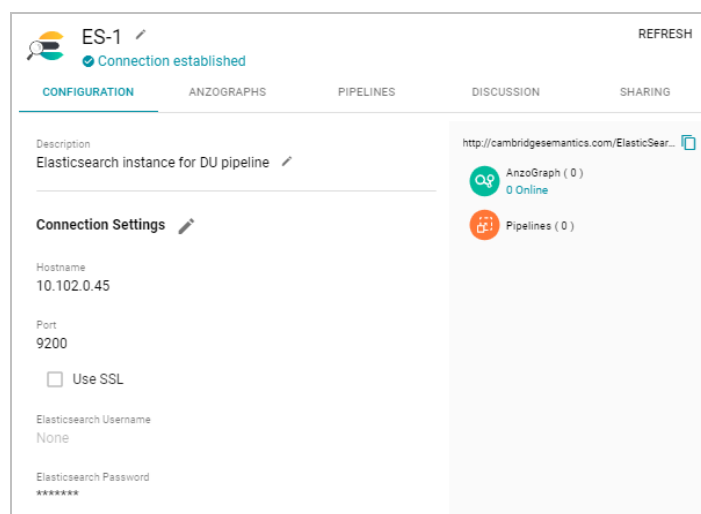 ES-1
REFRESH
Connection established
CONFIGURATION
ANZOGRAPHS
PIPELINES
DISCUSSION
SHARING
Description
Elasticsearch instance for DU pipeline
Connection Settings
Hostname
10.102.0.45
Port
9200
Use SSL
Elasticsearch Username
None
Elasticsearch Password
*******
http://cambridgesemantics.com/ElasticSear...
AnzoGraph ( 0 )
0 Online
Pipelines ( 0 )